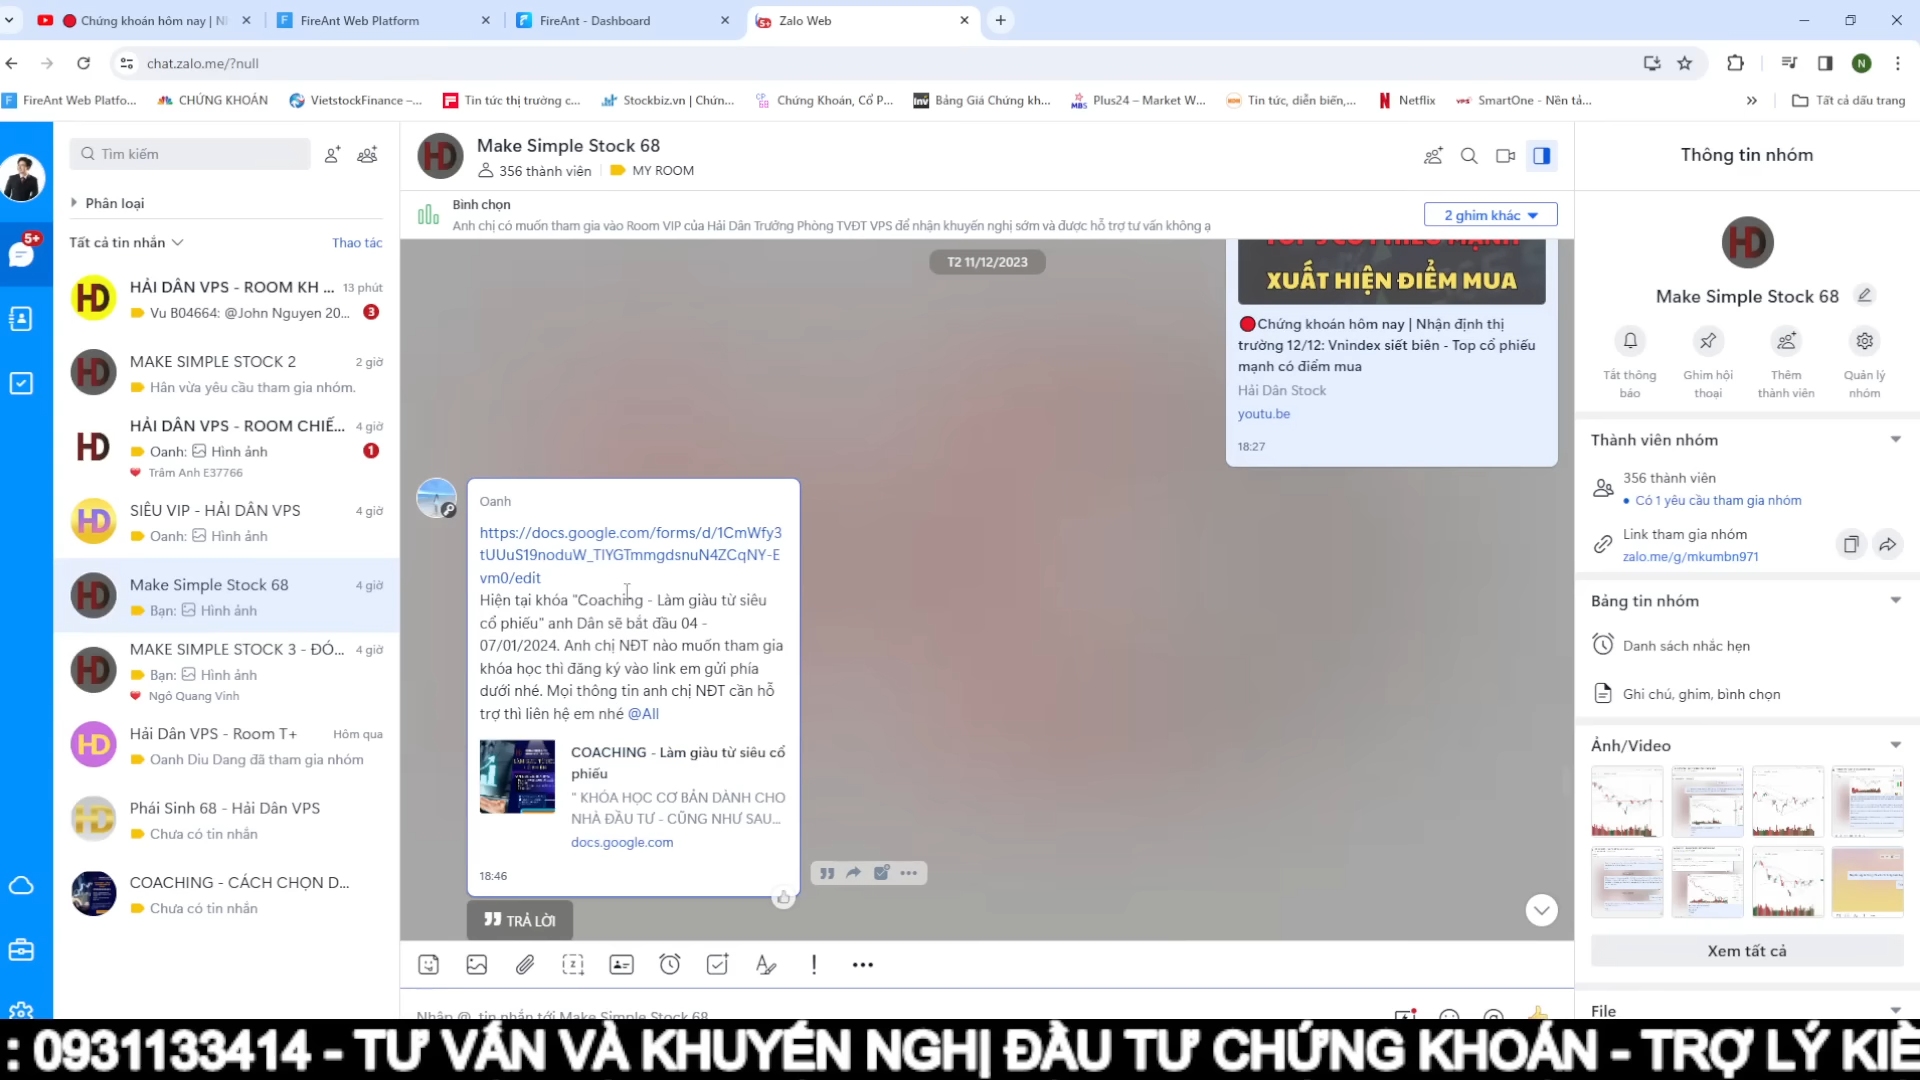 Chứng khoán hôm nay | N
FireAnt Web Platform
FireAnt - Dashboard
5+
Zalo Web
chat.zalo.me/?null
N
FireAnt Web Platfo...
CHỨNG KHOÁN
VietstockFinance –...
Tin tức thị trường c...
Stockbiz.vn | Chứn...
Chứng Khoán, Cổ P...
Bảng Giá Chứng kh...
Plus24 – Market W...
Tin tức, diễn biến,...
Netflix
SmartOne - Nền tả...
»
Tất cả dấu trang
5+
Tìm kiếm
Phân loại
Tất cả tin nhắn
Thao tác
HẢI DÂN VPS - ROOM KH ...
13 phút
Vu B04664: @John Nguyen 20...
3
MAKE SIMPLE STOCK 2
2 giờ
Hân vừa yêu cầu tham gia nhóm.
HẢI DÂN VPS - ROOM CHIẾ...
4 giờ
Oanh: Hình ảnh
1
Trâm Anh E37766
SIÊU VIP - HẢI DÂN VPS
4 giờ
Oanh: Hình ảnh
Make Simple Stock 68
4 giờ
Bạn: Hình ảnh
MAKE SIMPLE STOCK 3 - ĐÓ...
4 giờ
Bạn: Hình ảnh
Ngô Quang Vinh
Hải Dân VPS - Room T+
Hôm qua
Oanh Diu Dang đã tham gia nhóm
Phái Sinh 68 - Hải Dân VPS
Chưa có tin nhắn
COACHING - CÁCH CHỌN D...
Chưa có tin nhắn
HD
Make Simple Stock 68
356 thành viên
MY ROOM
Bình chọn
Anh chị có muốn tham gia vào Room VIP của Hải Dân Trưởng Phòng TVĐT VPS để nhận khuyến nghị sớm và được hỗ trợ tư vấn không ạ
2 ghim khác
T2 11/12/2023
XUẤT HIỆN ĐIỂM MUA
Chứng khoán hôm nay | Nhận định thị
trường 12/12: Vnindex siết biên - Top cổ phiếu
mạnh có điểm mua
Hải Dân Stock
youtu.be
18:27
Oanh
https://docs.google.com/forms/d/1CmWfy3
tUUuS19noduW_TlYGTmmgdsnuN4ZCqNY-E
vm0/edit
Hiện tại khóa "Coaching - Làm giàu từ siêu
cổ phiếu" anh Dân sẽ bắt đầu 04 -
07/01/2024. Anh chị NĐT nào muốn tham gia
khóa học thì đăng ký vào link em gửi phía
dưới nhé. Mọi thông tin anh chị NĐT cần hỗ
trợ thì liên hệ em nhé @All
COACHING - Làm giàu từ siêu cổ
phiếu
" KHÓA HỌC CƠ BẢN DÀNH CHO
NHÀ ĐẦU TƯ - CŨNG NHƯ SAU...
docs.google.com
18:46
TRẢ LỜI
Nhập @, tin nhắn tới Make Simple Stock 68
Thông tin nhóm
HD
Make Simple Stock 68
Tắt thông
báo
Ghim hội
thoại
Thêm
thành viên
Quản lý
nhóm
Thành viên nhóm
356 thành viên
Có 1 yêu cầu tham gia nhóm
Link tham gia nhóm
zalo.me/g/mkumbn971
Bảng tin nhóm
Danh sách nhắc hẹn
Ghi chú, ghim, bình chọn
Ảnh/Video
Xem tất cả
File
: 0931133414 - TƯ VẤN VÀ KHUYẾN NGHỊ ĐẦU TƯ CHỨNG KHOÁN - TRỢ LÝ KIỀ